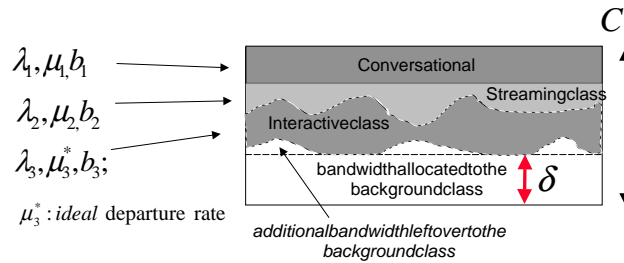 C
Conversational
λ₁,μ₁,b₁
Streamingclass
λ₂,μ₂,b₂
Interactiveclass
λ₃,μ₃*,b₃;
bandwidthallocatedtothe
backgroundclass
δ
μ₃* : ideal departure rate
additionalbandwidthleftovertothe
backgroundclass